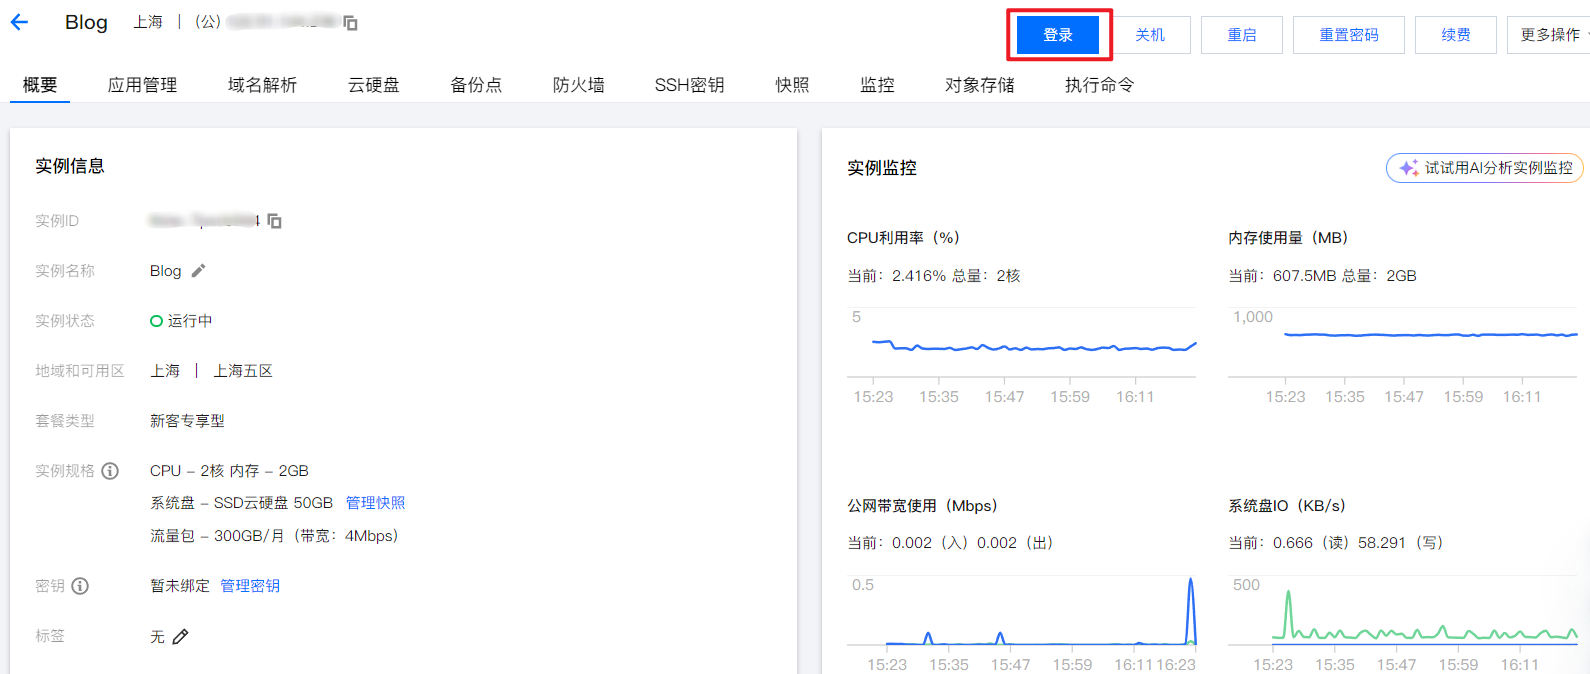 Blog 上海 | (公)
登录 关机 重启 重置密码 续费 更多操作
概要 应用管理 域名解析 云硬盘 备份点 防火墙 SSH密钥 快照 监控 对象存储 执行命令
实例信息
实例ID 4
实例名称 Blog
实例状态 运行中
地域和可用区 上海 | 上海五区
套餐类型 新客专享型
实例规格 CPU – 2核 内存 – 2GB
系统盘 – SSD云硬盘 50GB 管理快照
流量包 – 300GB/月（带宽：4Mbps）
密钥 暂未绑定 管理密钥
标签 无
实例监控 试试用AI分析实例监控
CPU利用率（%）
当前：2.416% 总量：2核
5
15:23 15:35 15:47 15:59 16:11
内存使用量（MB）
当前：607.5MB 总量：2GB
1,000
15:23 15:35 15:47 15:59 16:11
公网带宽使用（Mbps）
当前：0.002（入）0.002（出）
0.5
15:23 15:35 15:47 15:59 16:11 16:23
系统盘IO（KB/s）
当前：0.666（读）58.291（写）
500
15:23 15:35 15:47 15:59 16:11